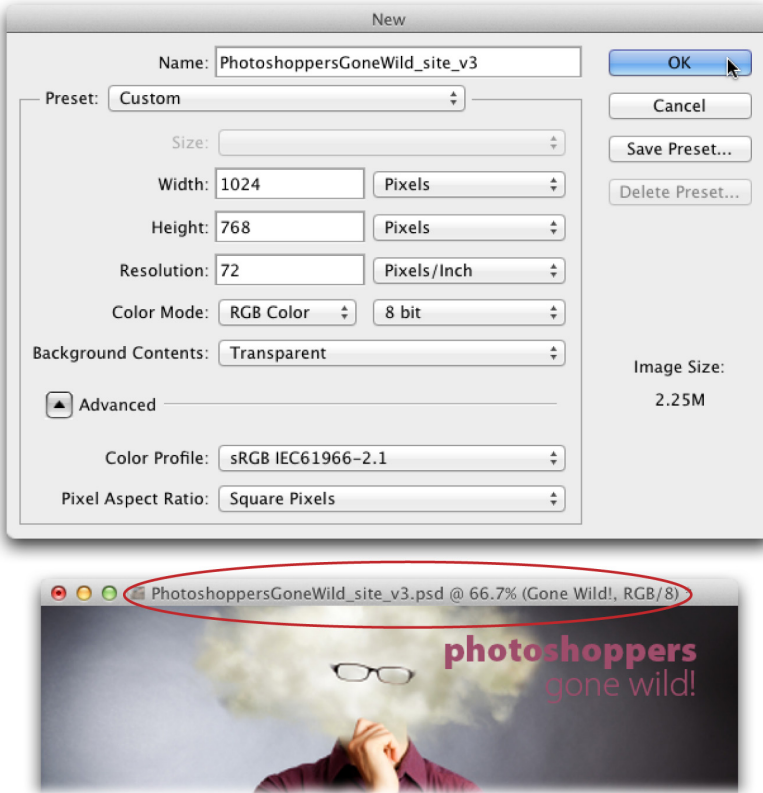 New
Name: PhotoshoppersGoneWild_site_v3
OK
Preset: Custom
Cancel
Size:
Save Preset...
Width: 1024 Pixels
Delete Preset...
Height: 768 Pixels
Resolution: 72 Pixels/Inch
Color Mode: RGB Color 8 bit
Background Contents: Transparent
Image Size:
2.25M
Advanced
Color Profile: sRGB IEC61966-2.1
Pixel Aspect Ratio: Square Pixels
PhotoshoppersGoneWild_site_v3.psd @ 66.7% (Gone Wild!, RGB/8) *
photoshoppers
gone wild!